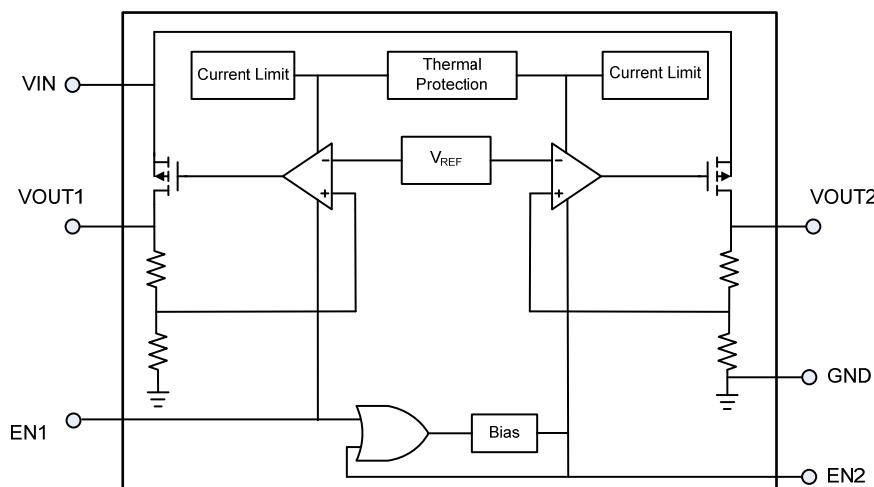 Current Limit
Thermal
Protection
Current Limit
VIN
VREF
-
-
VOUT1
+
+
VOUT2
GND
EN1
Bias
EN2